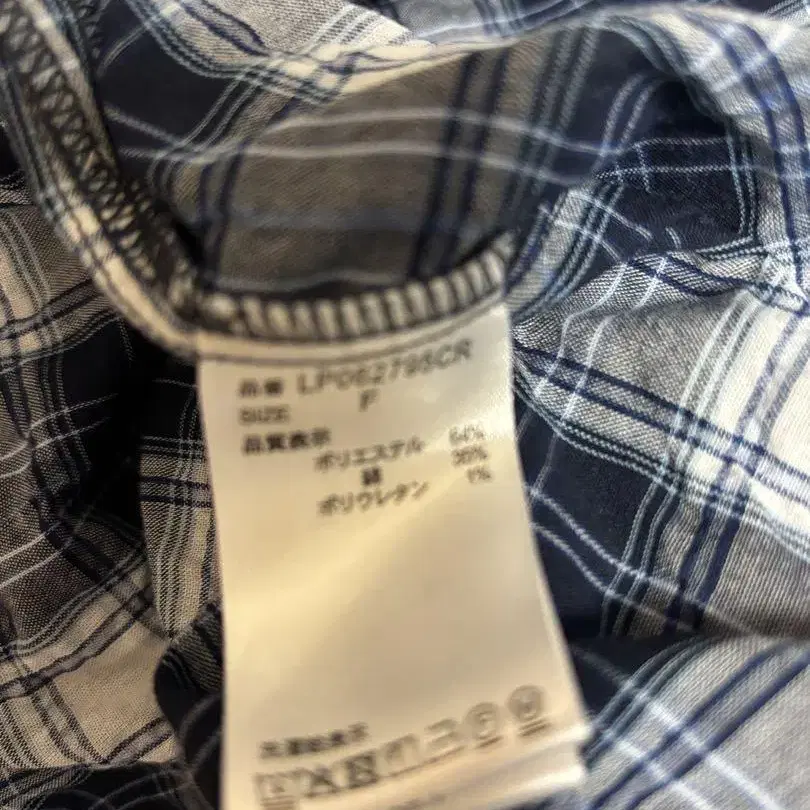 品番 LP062795CR
SIZE F
品質表示
ポリエステル 64%
綿 35%
ポリウレタン 1%
洗濯絵表示